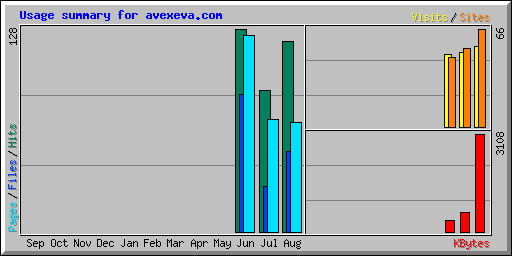 Usage summary for avexeva.com
Visits/Sites
128
66
Pages/Files/Hits
3108
Sep Oct Nov Dec Jan Feb Mar Apr May Jun Jul Aug
KBytes